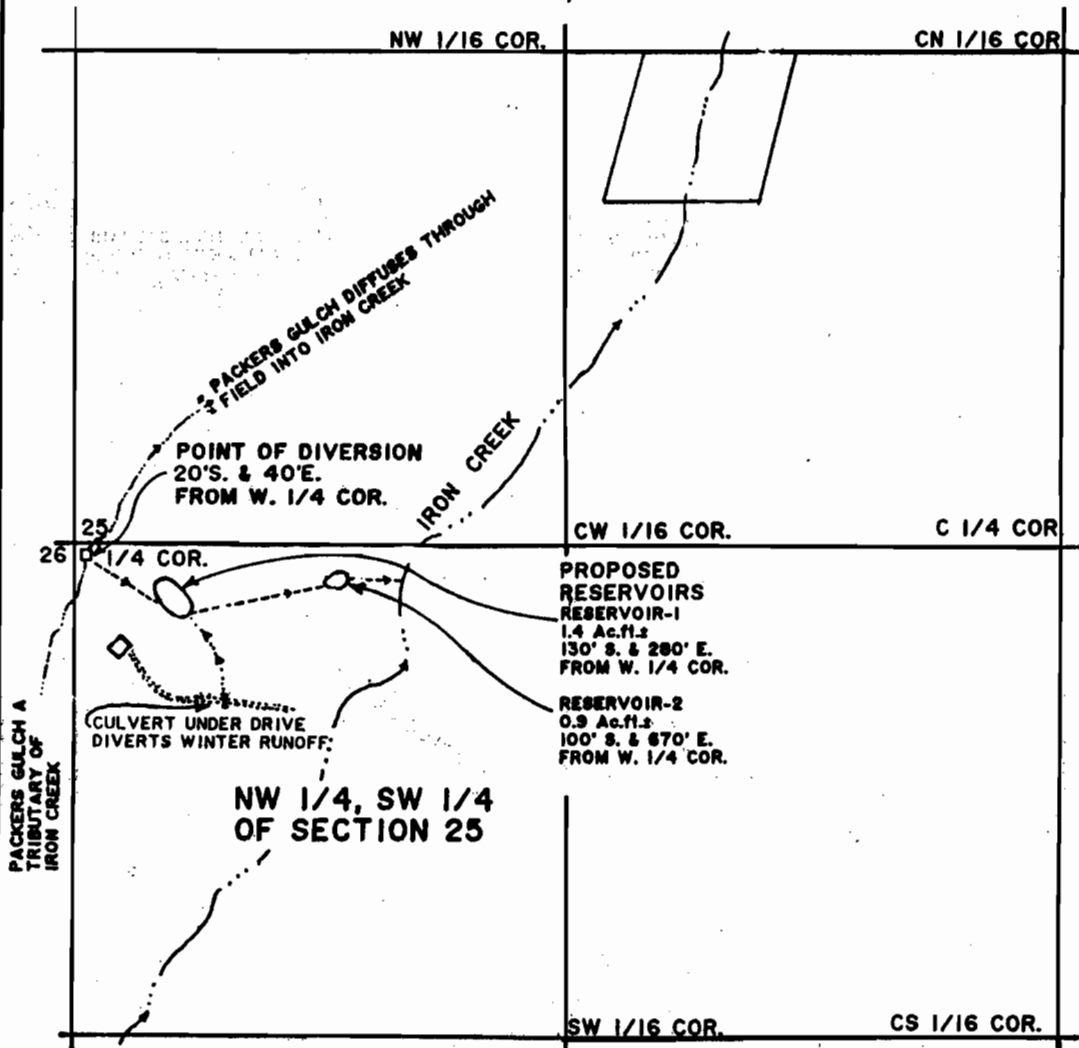 NW 1/16 COR.
CN 1/16 COR
PACKERS GULCH DIFFUSES THROUGH
FIELD INTO IRON CREEK
POINT OF DIVERSION
20'S. & 40'E.
FROM W. 1/4 COR.
IRON CREEK
25
26
1/4 COR.
CW 1/16 COR.
C 1/4 COR
PROPOSED
RESERVOIRS
RESERVOIR-1
1.4 Ac.ft.±
130' S. & 280' E.
FROM W. 1/4 COR.
RESERVOIR-2
0.9 Ac.ft.±
100' S. & 670' E.
FROM W. 1/4 COR.
CULVERT UNDER DRIVE
DIVERTS WINTER RUNOFF
PACKERS GULCH A
TRIBUTARY OF
IRON CREEK
NW 1/4, SW 1/4
OF SECTION 25
SW 1/16 COR.
CS 1/16 COR.